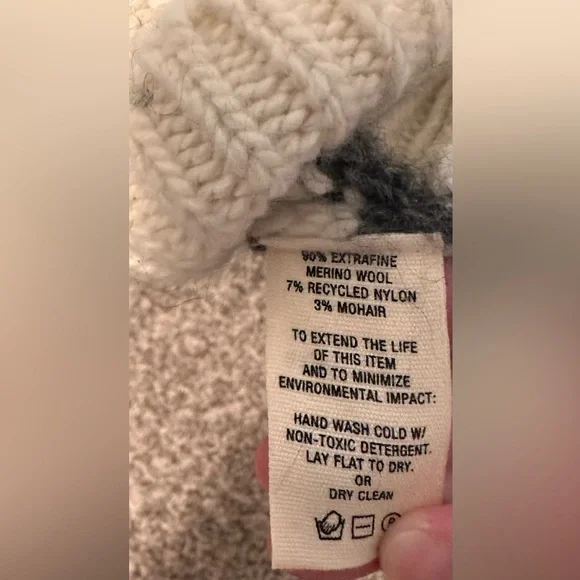 90% EXTRAFINE
MERINO WOOL
7% RECYCLED NYLON
3% MOHAIR
TO EXTEND THE LIFE
OF THIS ITEM
AND TO MINIMIZE
ENVIRONMENTAL IMPACT:
HAND WASH COLD W/
NON-TOXIC DETERGENT.
LAY FLAT TO DRY.
OR
DRY CLEAN